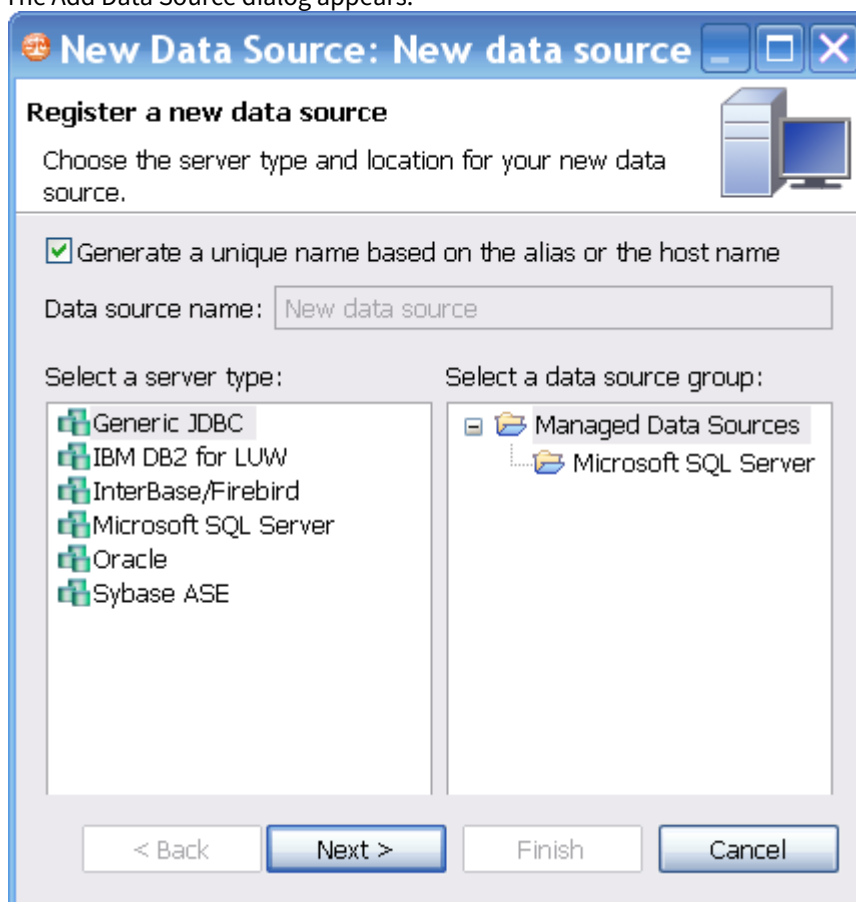 The Add Data Source dialog appears.
New Data Source: New data source
Register a new data source
Choose the server type and location for your new data
source.
Generate a unique name based on the alias or the host name
Data source name: New data source
Select a server type:
Generic JDBC
IBM DB2 for LUW
InterBase/Firebird
Microsoft SQL Server
Oracle
Sybase ASE
Select a data source group:
Managed Data Sources
Microsoft SQL Server
< Back Next > Finish Cancel